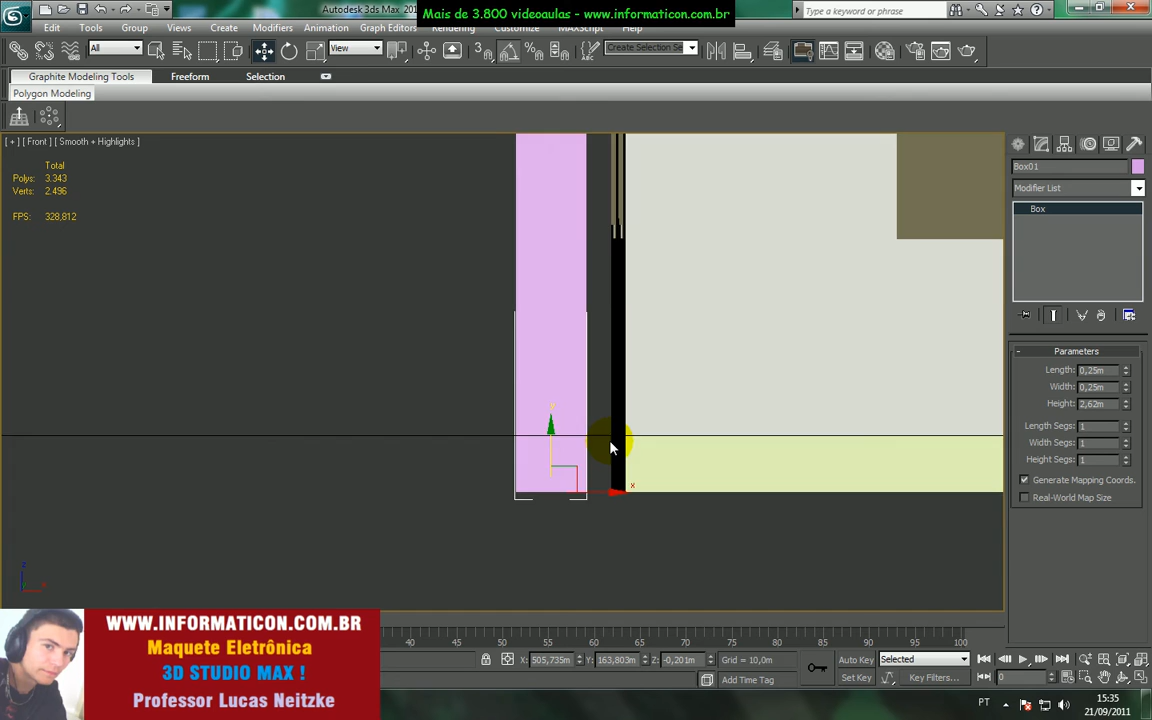 Autodesk 3ds Max 201
Mais de 3.800 videoaulas - www.informaticon.com.br
Type a keyword or phrase
Edit Tools Group Views Create Modifiers Animation Graph Editors Rendering Customize MAXScript Help
All
View
Create Selection Se
Graphite Modeling Tools Freeform Selection
Polygon Modeling
[ + ] [ Front ] [ Smooth + Highlights ]
Total
Polys: 3.343
Verts: 2.496
FPS: 328,812
Box01
Modifier List
Box
Parameters
Length: 0,25m
Width: 0,25m
Height: 2,62m
Length Segs: 1
Width Segs: 1
Height Segs: 1
Generate Mapping Coords.
Real-World Map Size
x
z
WWW.INFORMATICON.COM.BR
Maquete Eletrônica
3D STUDIO MAX !
Professor Lucas Neitzke
40 45 50 55 60 65 70 75 80 85 90 95 100
X: 505,735m Y: 163,803m Z: -0,201m Grid = 10,0m
Auto Key Selected
Add Time Tag
Set Key Key Filters... 0
PT
15:35
21/09/2011